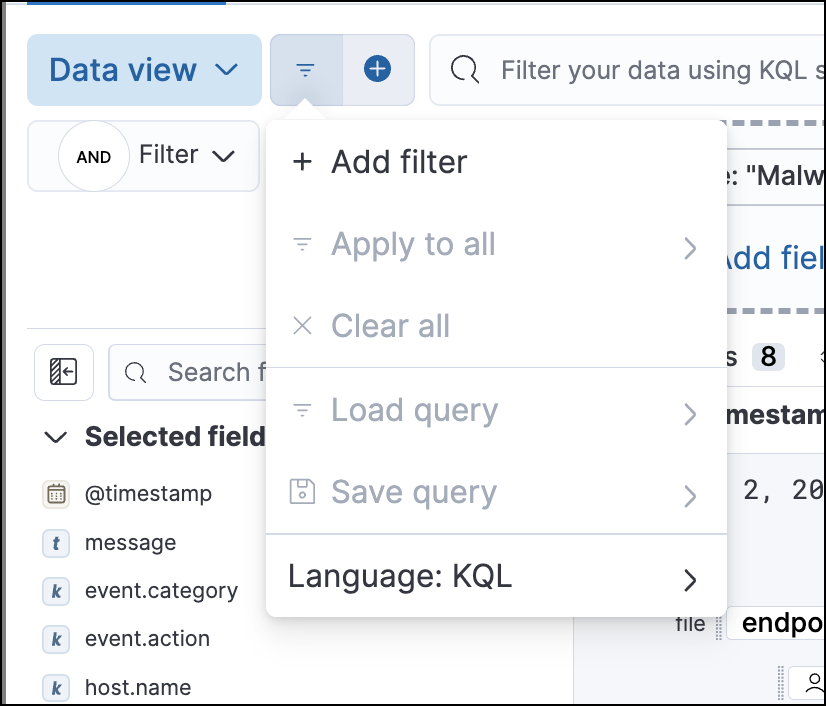 Data view
Filter your data using KQL s
AND Filter
+ Add filter
Apply to all
Clear all
Load query
Save query
Language: KQL
e: "Malw
Add fiel
Search f
s 8
Selected field
mestam
@timestamp
2, 20
t message
k event.category
file endpo
k event.action
k host.name